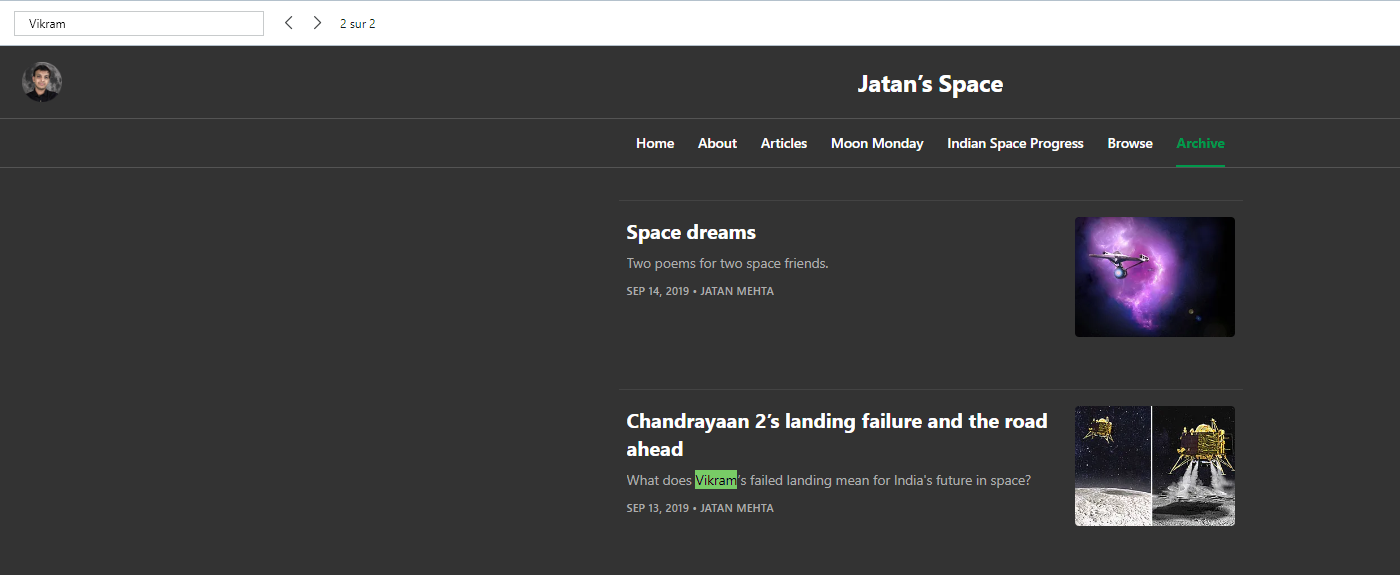 Vikram
2 sur 2
Jatan’s Space
Home About Articles Moon Monday Indian Space Progress Browse Archive
Space dreams
Two poems for two space friends.
SEP 14, 2019 • JATAN MEHTA
Chandrayaan 2’s landing failure and the road
ahead
What does Vikram's failed landing mean for India's future in space?
SEP 13, 2019 • JATAN MEHTA